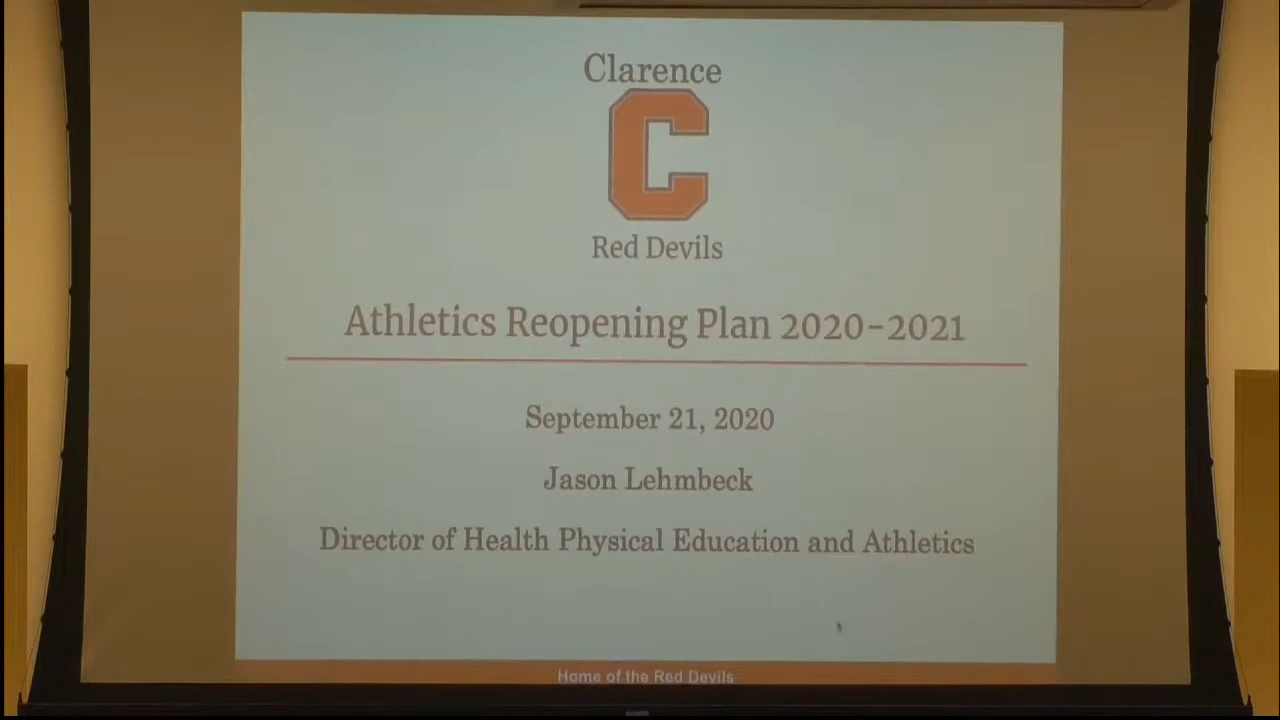 Clarence
C
Red Devils
Athletics Reopening Plan 2020-2021
September 21, 2020
Jason Lehmbeck
Director of Health Physical Education and Athletics
Home of the Red Devils